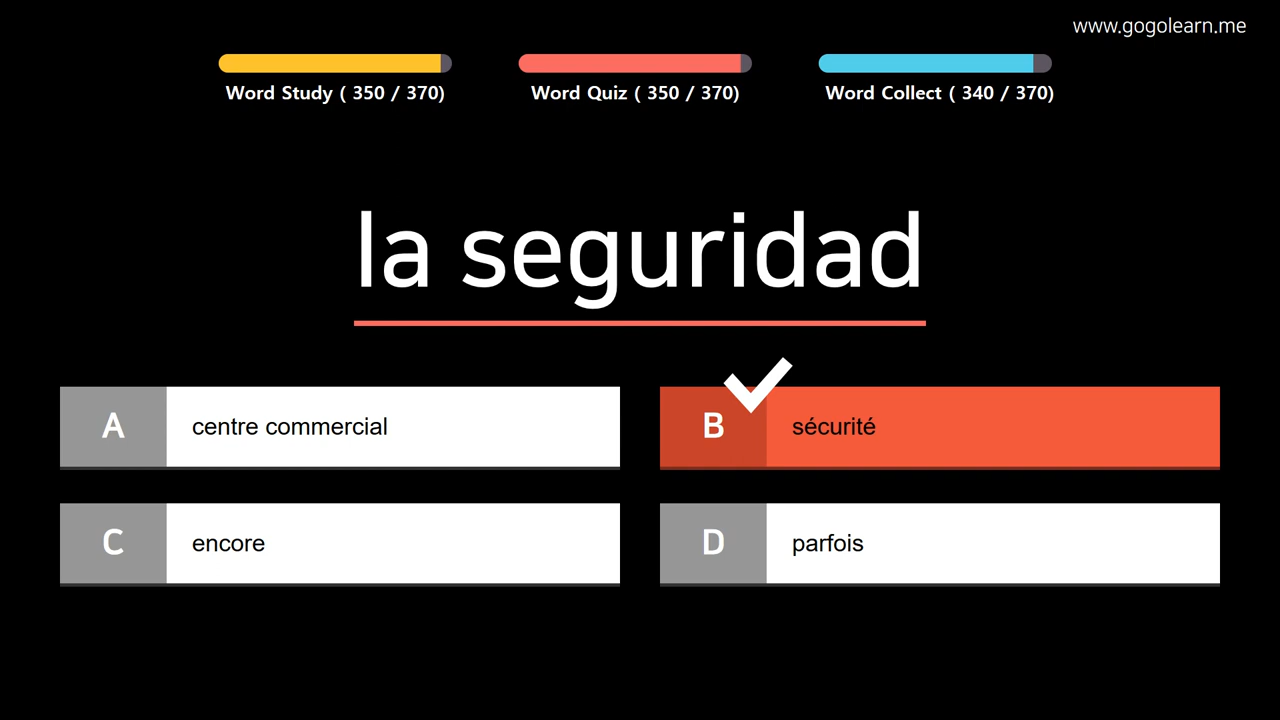 www.gogolearn.me
Word Study ( 350 / 370)
Word Quiz ( 350 / 370)
Word Collect ( 340 / 370)
la seguridad
A
centre commercial
B
sécurité
C
encore
D
parfois